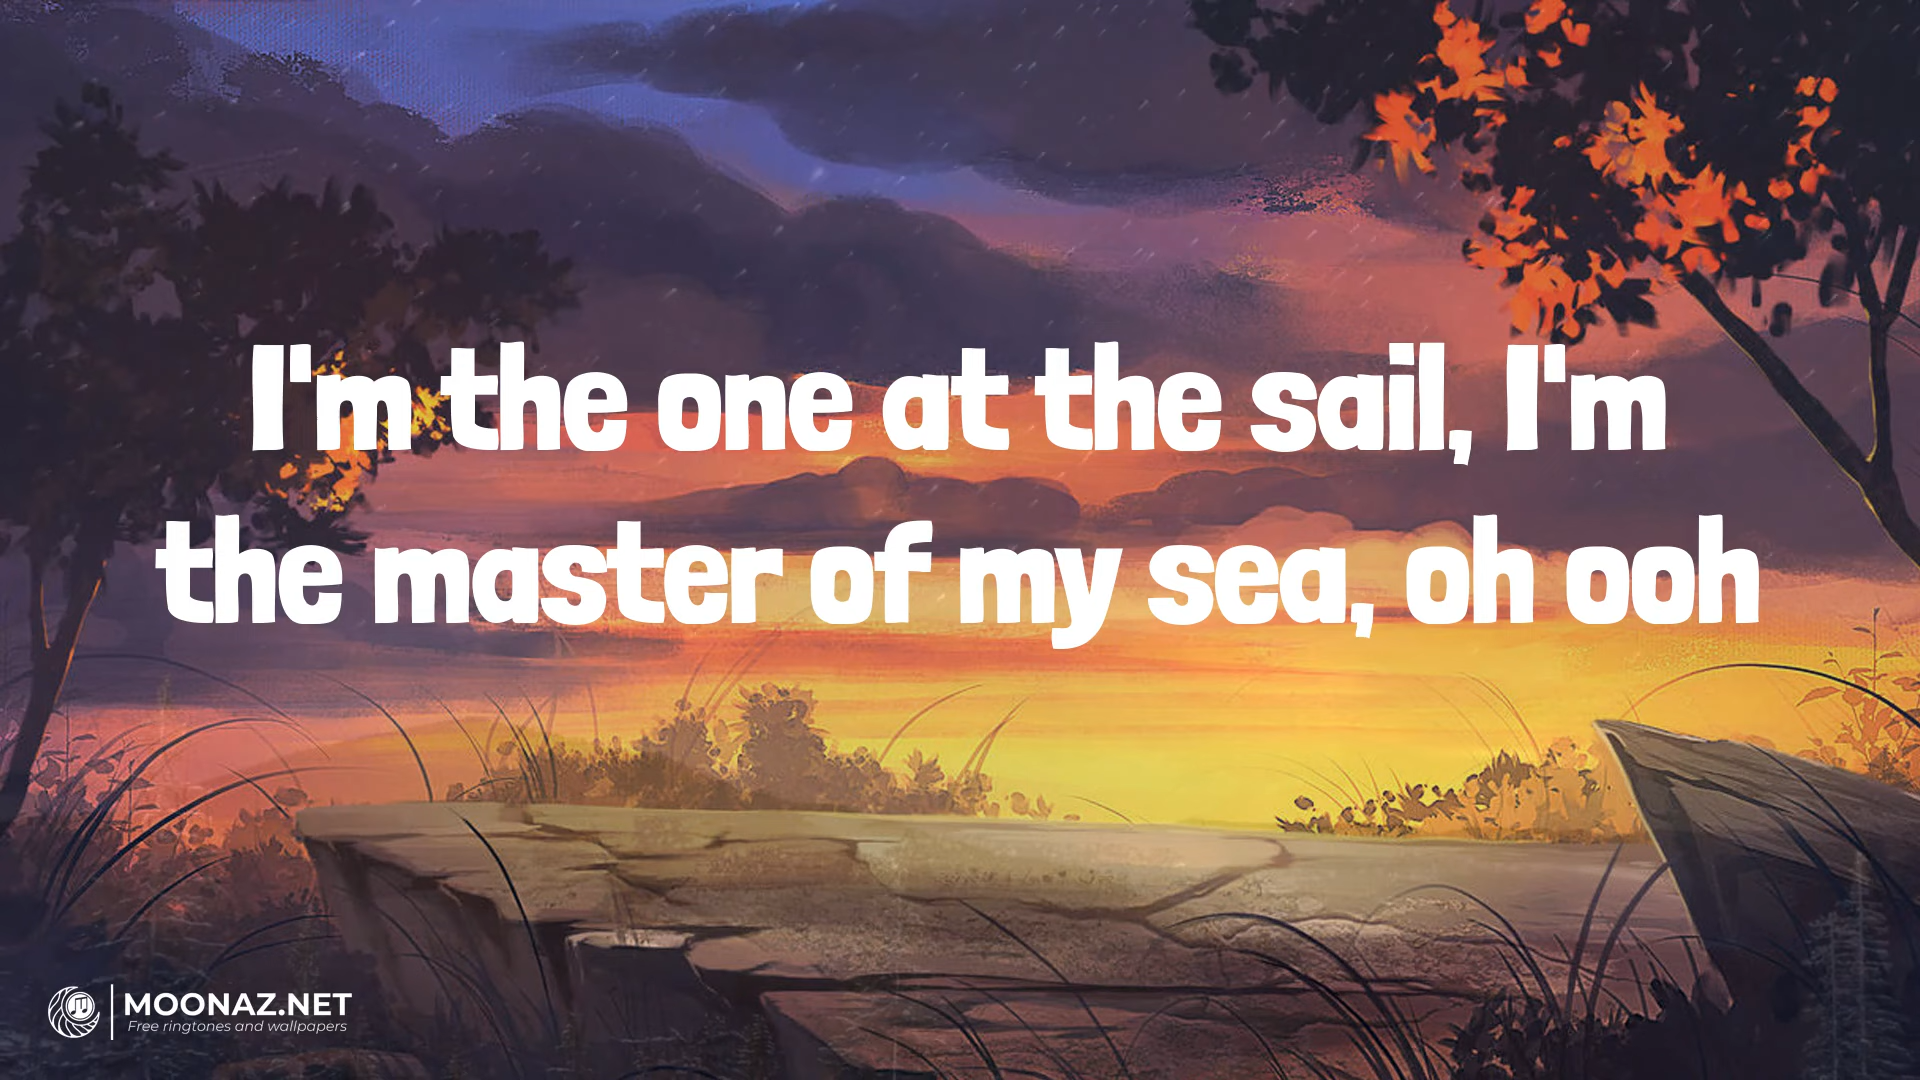 I'm the one at the sail, I'm
the master of my sea, oh ooh
MOONAZ.NET
Free ringtones and wallpapers